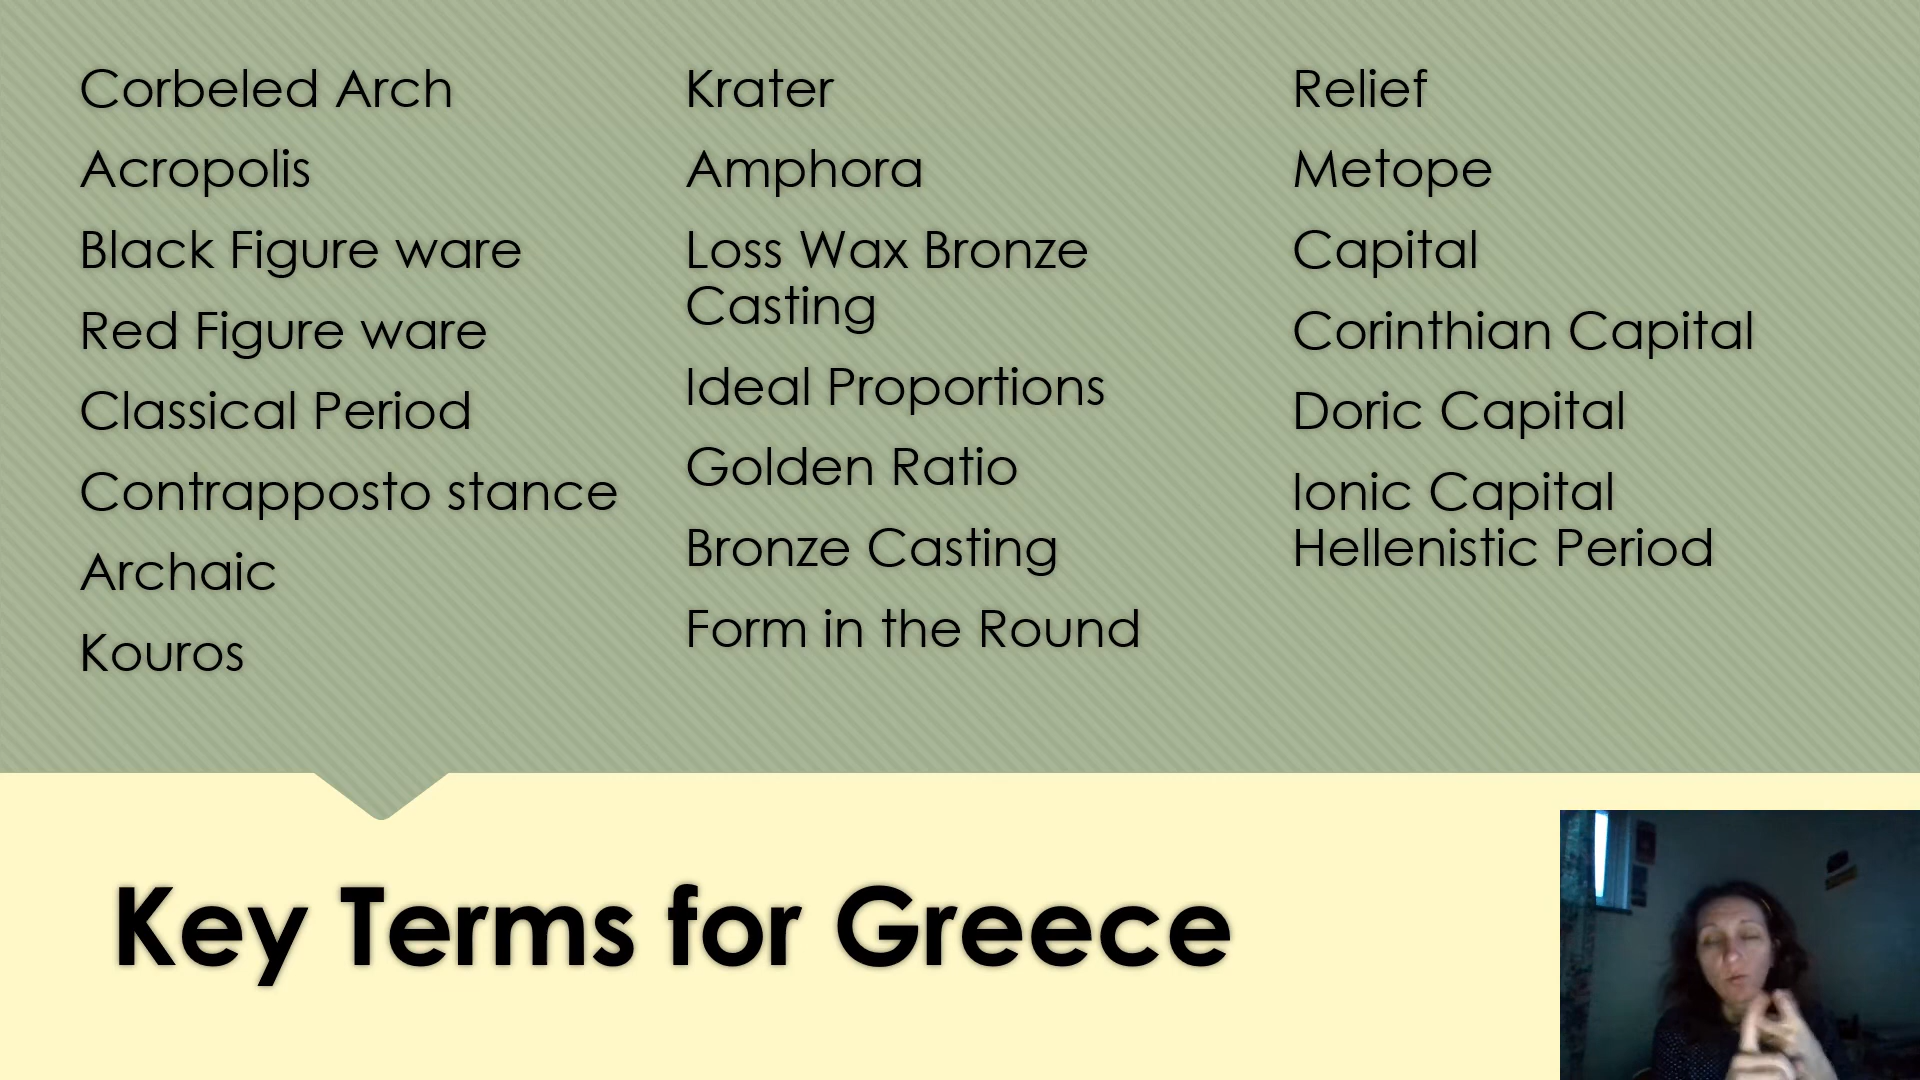 Corbeled Arch
Acropolis
Black Figure ware
Red Figure ware
Classical Period
Contrapposto stance
Archaic
Kouros
Krater
Amphora
Loss Wax Bronze
Casting
Ideal Proportions
Golden Ratio
Bronze Casting
Form in the Round
Relief
Metope
Capital
Corinthian Capital
Doric Capital
Ionic Capital
Hellenistic Period
Key Terms for Greece